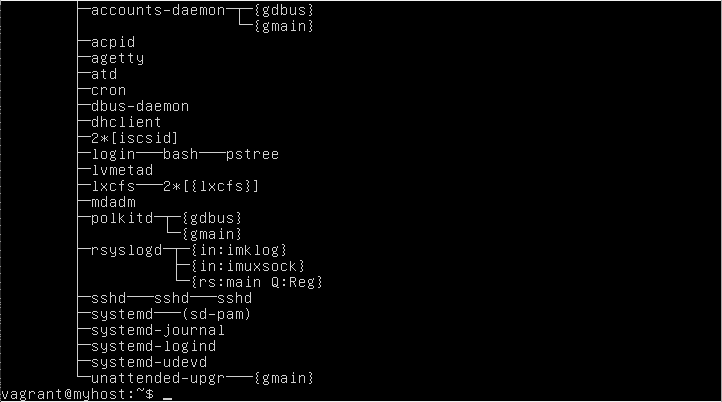 ├─accounts-daemon─┬─{gdbus}
└─{gmain}
├─acpid
├─agetty
├─atd
├─cron
├─dbus-daemon
├─dhclient
├─2*[iscsid]
├─login───bash───pstree
├─lvmetad
├─lxcfs───2*[{lxcfs}]
├─mdadm
├─polkitd─┬─{gdbus}
└─{gmain}
├─rsyslogd─┬─{in:imklog}
├─{in:imuxsock}
└─{rs:main Q:Reg}
├─sshd───sshd───sshd
├─systemd───(sd-pam)
├─systemd-journal
├─systemd-logind
├─systemd-udevd
└─unattended-upgr───{gmain}
vagrant@myhost:~$ _